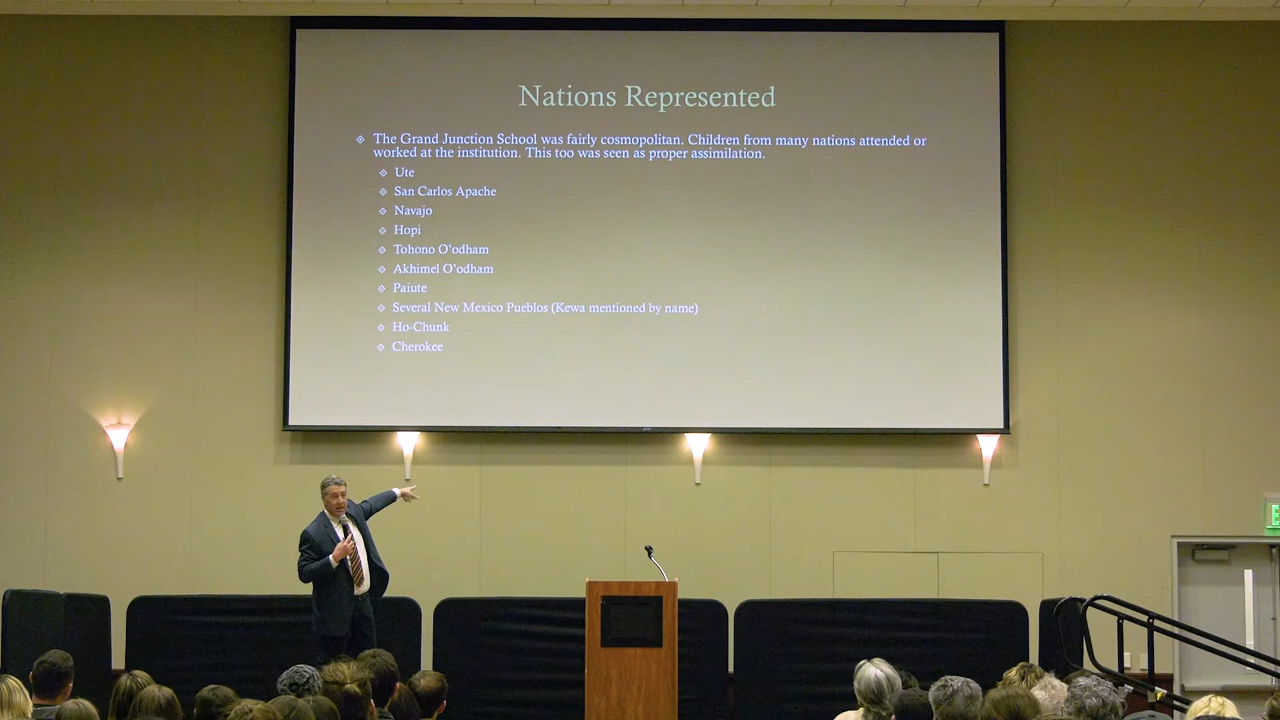 Nations Represented
The Grand Junction School was fairly cosmopolitan. Children from many nations attended or
worked at the institution. This too was seen as proper assimilation.
Ute
San Carlos Apache
Navajo
Hopi
Tohono O'odham
Akhimel O'odham
Paiute
Several New Mexico Pueblos (Kewa mentioned by name)
Ho-Chunk
Cherokee